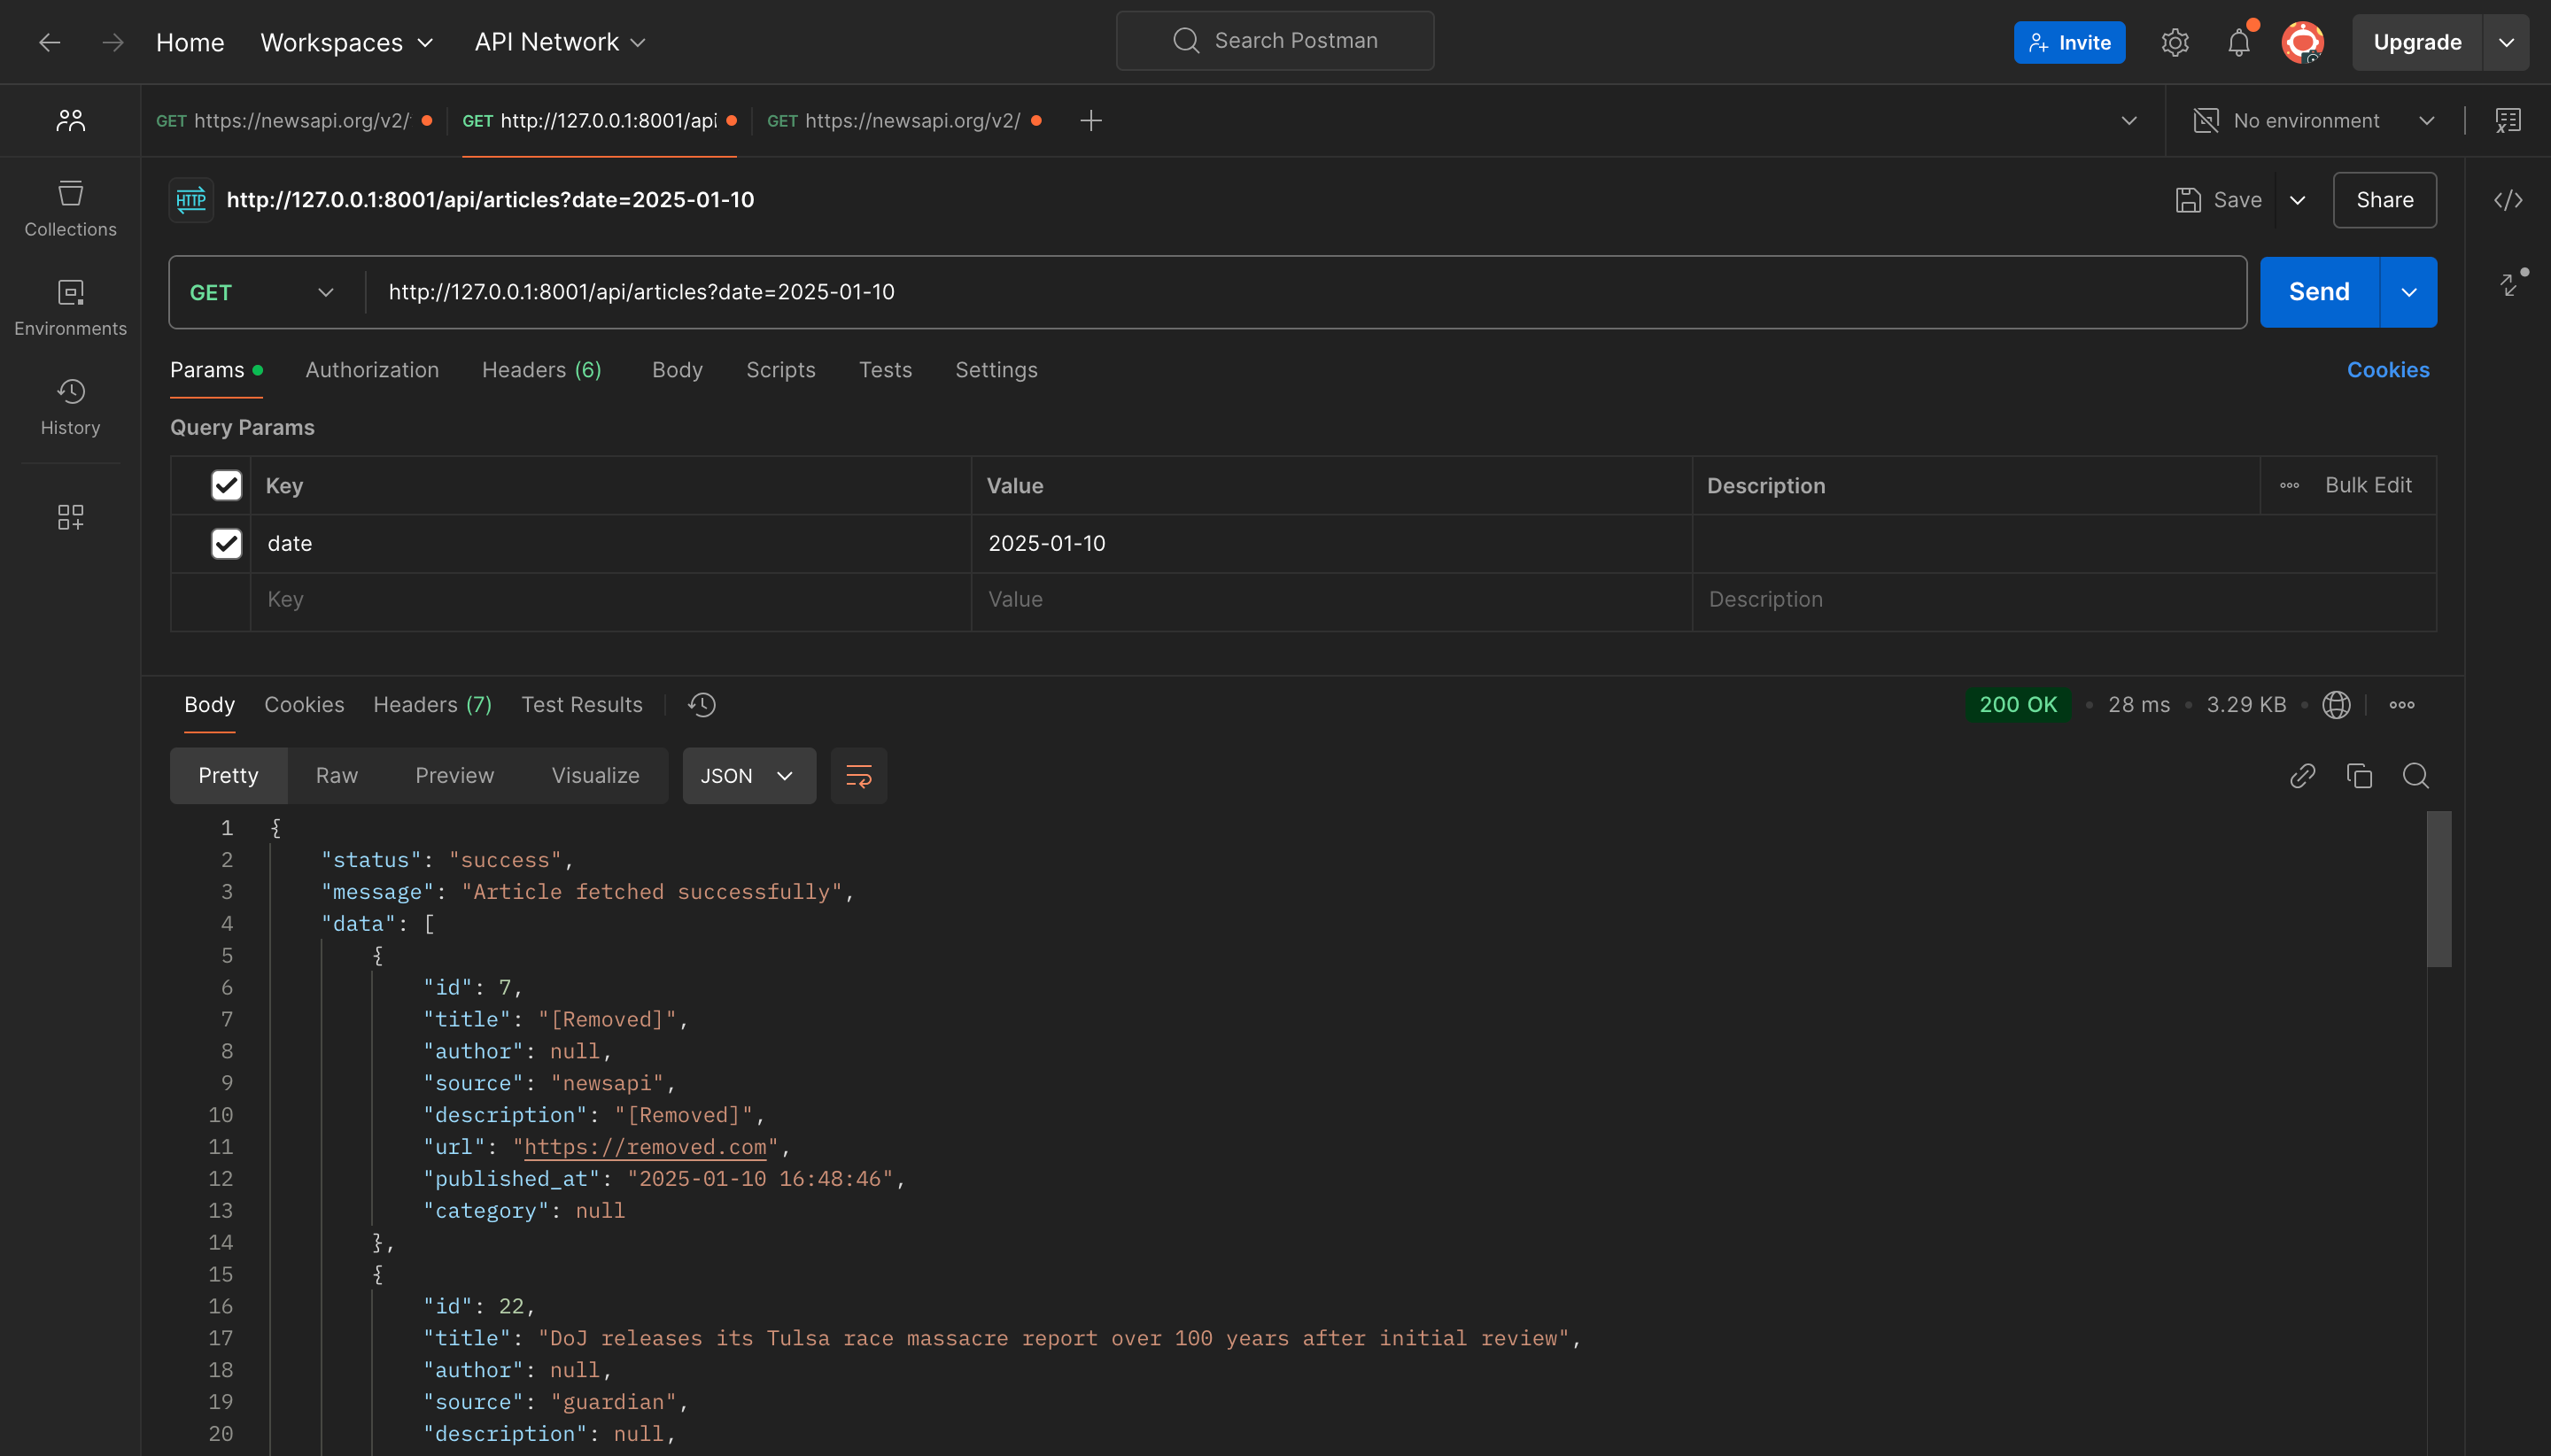 Home Workspaces API Network Search Postman Invite Upgrade
GET https://newsapi.org/v2/ GET http://127.0.0.1:8001/api GET https://newsapi.org/v2/ No environment
HTTP http://127.0.0.1:8001/api/articles?date=2025-01-10 Save Share
Collections
GET http://127.0.0.1:8001/api/articles?date=2025-01-10 Send
Environments
Params Authorization Headers (6) Body Scripts Tests Settings Cookies
History
Query Params
Key Value Description Bulk Edit
date 2025-01-10
Key Value Description
Body Cookies Headers (7) Test Results 200 OK 28 ms 3.29 KB
Pretty Raw Preview Visualize JSON
1 {
2 "status": "success",
3 "message": "Article fetched successfully",
4 "data": [
5 {
6 "id": 7,
7 "title": "[Removed]",
8 "author": null,
9 "source": "newsapi",
10 "description": "[Removed]",
11 "url": "https://removed.com",
12 "published_at": "2025-01-10 16:48:46",
13 "category": null
14 },
15 {
16 "id": 22,
17 "title": "DoJ releases its Tulsa race massacre report over 100 years after initial review",
18 "author": null,
19 "source": "guardian",
20 "description": null,